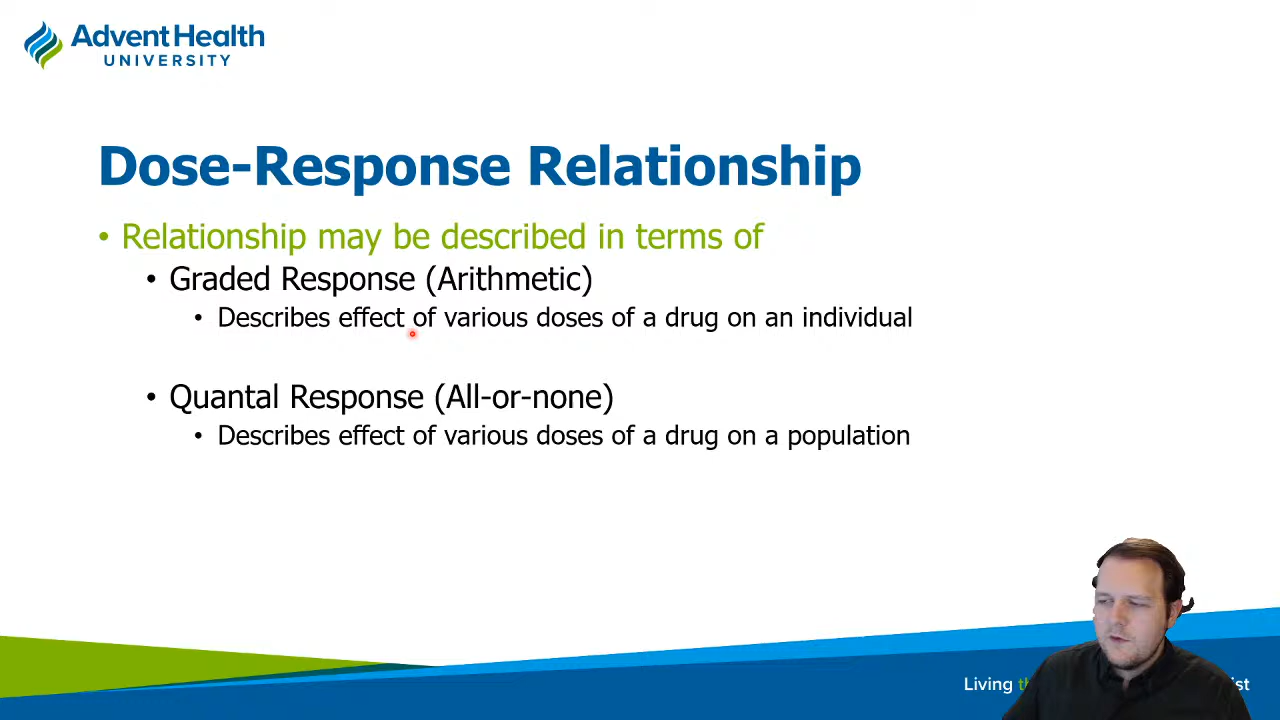 AdventHealth
UNIVERSITY
Dose-Response Relationship
• Relationship may be described in terms of
• Graded Response (Arithmetic)
• Describes effect of various doses of a drug on an individual
• Quantal Response (All-or-none)
• Describes effect of various doses of a drug on a population
Living